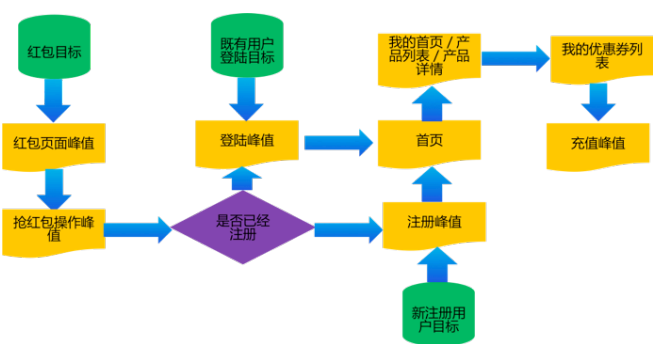 红包目标
红包页面峰值
抢红包操作峰
值
既有用户
登陆目标
登陆峰值
是否已经
注册
我的首页 / 产
品列表 / 产品
详情
首页
注册峰值
新注册用
户目标
我的优惠券列
表
充值峰值